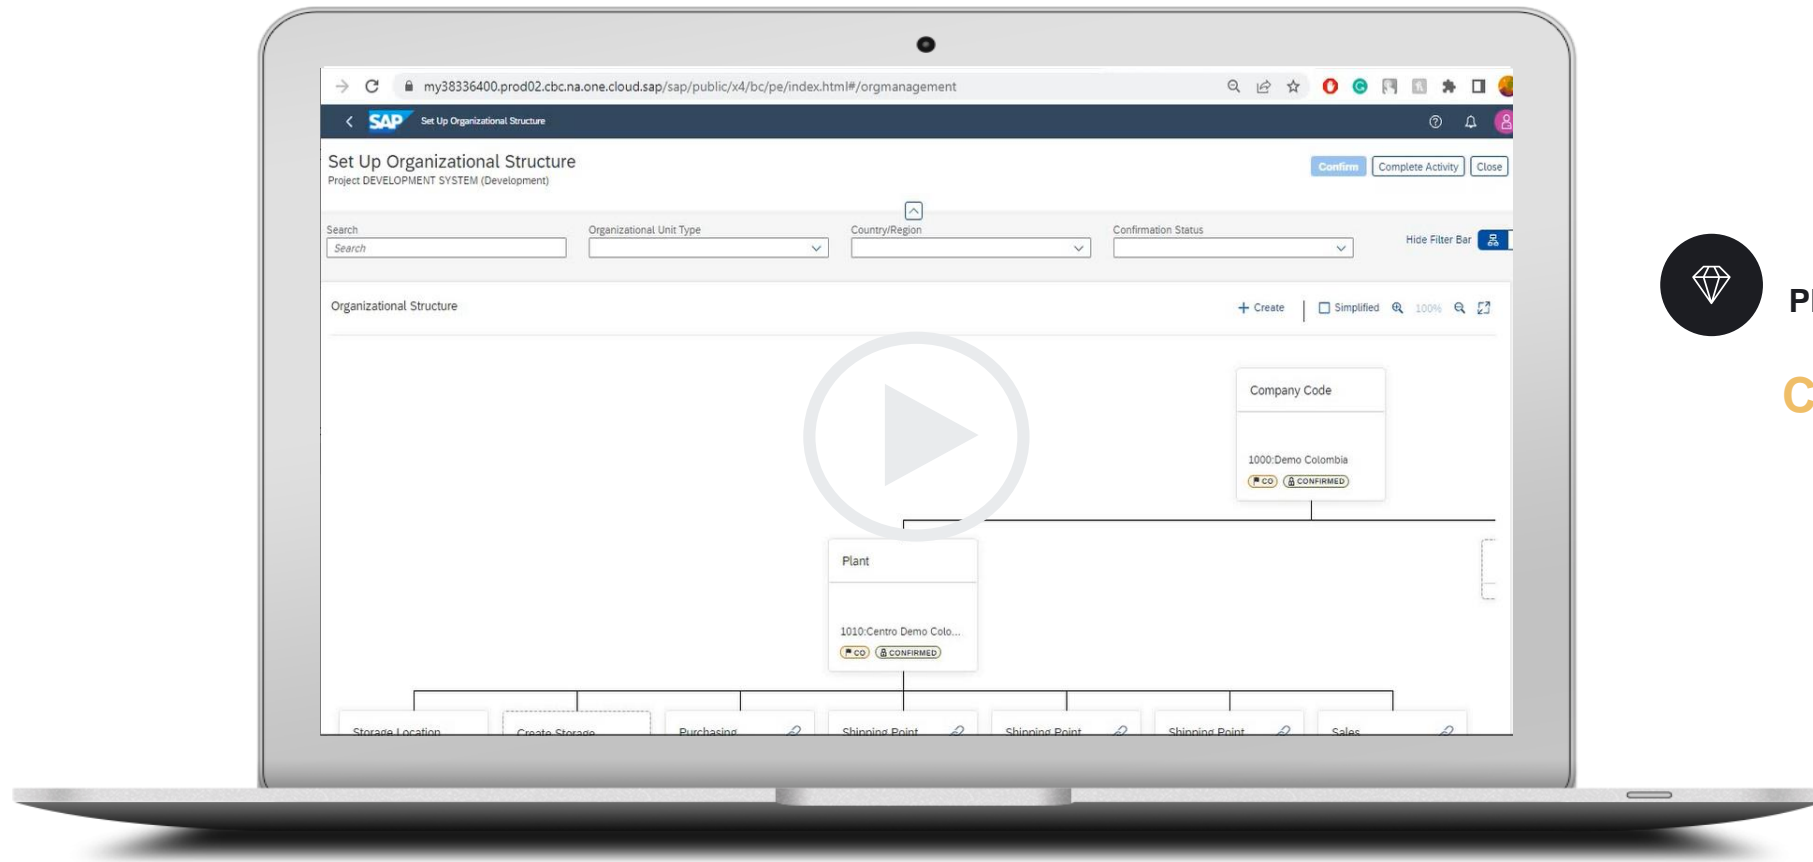 my38336400.prod02.cbc.na.one.cloud.sap/sap/public/x4/bc/pe/index.html#/orgmanagement
SAP Set Up Organizational Structure
Set Up Organizational Structure
Project DEVELOPMENT SYSTEM (Development)
Confirm Complete Activity Close
Search Organizational Unit Type Country/Region Confirmation Status
Search
Hide Filter Bar
Organizational Structure
+ Create Simplified 100%
Company Code
1000:Demo Colombia
CO CONFIRMED
Plant
1010:Centro Demo Colo...
CO CONFIRMED
Storage Location Create Storage Purchasing Shipping Point Shipping Point Shipping Point Sales
C